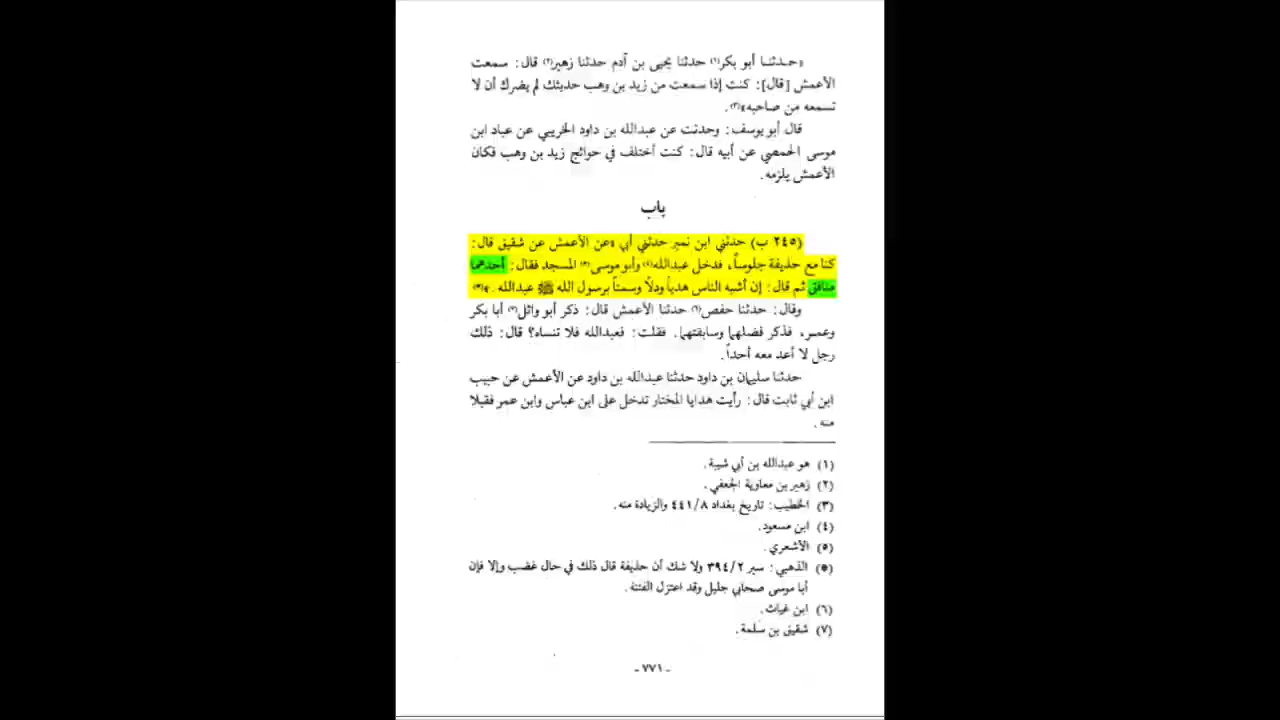 «حدثنا أبو بكر(١) حدثنا يحيى بن آدم حدثنا زهير(٢) قال: سمعت
الأعمش [قال]: كنت إذا سمعت من زيد بن وهب حديثك لم يضرك أن لا
تسمعه من صاحبه»(٣).
قال أبو يوسف: وحدثت عن عبدالله بن داود الخريبي عن عباد ابن
موسى الحمصي عن أبيه قال: كنت أختلف في حوائج زيد بن وهب فكان
الأعمش يلزمه.
باب
(٢٤٥ ب) حدثني ابن نمير حدثني أبي «عن الأعمش عن شقيق قال:
كنا مع حذيفة جلوساً، فدخل عبدالله(٤) وأبو موسى(٥) المسجد فقال: أحدهما
منافق ثم قال: إن أشبه الناس هدياً ودلاً وسمتاً برسول الله ﷺ عبدالله.»(*)
وقال: حدثنا حفص(٦) حدثنا الأعمش قال: ذكر أبو وائل(٧) أبا بكر
وعمر، فذكر فضلهما وسابقتهما. فقلت: فعبدالله فلا تنساه؟ قال: ذلك
رجل لا أعد معه أحداً.
حدثنا سليمان بن داود حدثنا عبدالله بن داود عن الأعمش عن حبيب
ابن أبي ثابت قال: رأيت هدايا المختار تدخل على ابن عباس وابن عمر فقبلا
منه.
(١) هو عبدالله بن أبي شيبة.
(٢) زهير بن معاوية الجعفي.
(٣) الخطيب: تاريخ بغداد ٤٤١/٨ والزيادة منه.
(٤) ابن مسعود.
(٥) الأشعري.
(*) الذهبي: سير ٣٩٤/٢ ولا شك أن حذيفة قال ذلك في حال غضب وإلا فإن
أبا موسى صحابي جليل وقد اعتزل الفتنة.
(٦) ابن غياث.
(٧) شقيق بن سلمة.
- ٧٧١ -